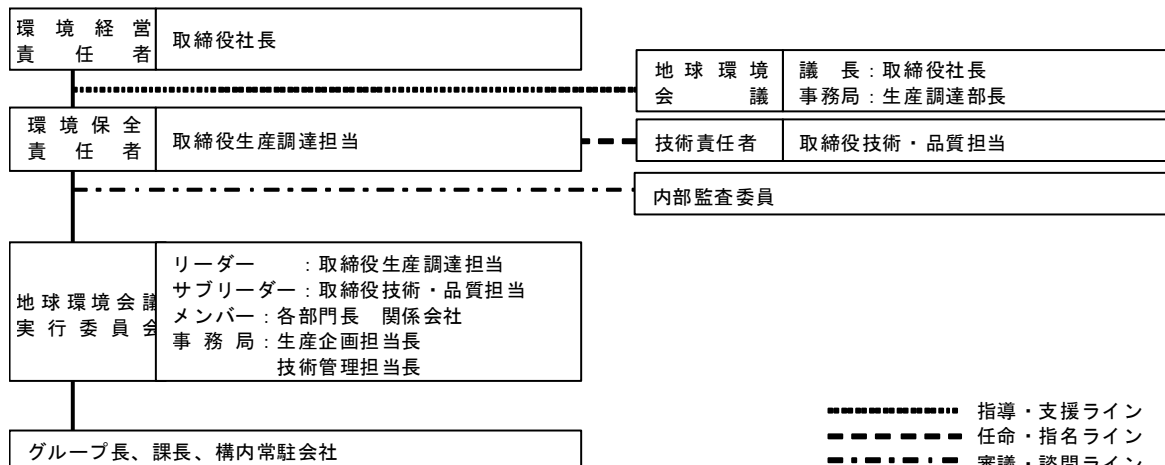 環境経営
責任者
取締役社長
地球環境
会議
議長：取締役社長
事務局：生産調達部長
環境保全
責任者
取締役生産調達担当
技術責任者
取締役技術・品質担当
内部監査委員
地球環境会議
実行委員会
リーダー　　：取締役生産調達担当
サブリーダー：取締役技術・品質担当
メンバー：各部門長　関係会社
事務局：生産企画担当長
技術管理担当長
グループ長、課長、構内常駐会社
指導・支援ライン
任命・指名ライン
審議・諮問ライン